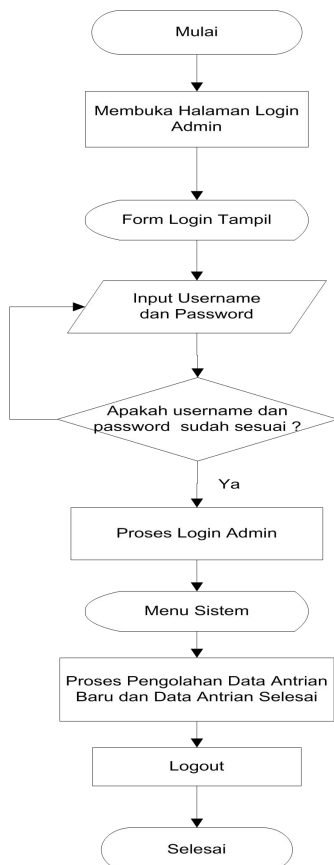 Mulai
Membuka Halaman Login
Admin
Form Login Tampil
Input Username
dan Password
Apakah username dan
password sudah sesuai ?
Ya
Proses Login Admin
Menu Sistem
Proses Pengolahan Data Antrian
Baru dan Data Antrian Selesai
Logout
Selesai